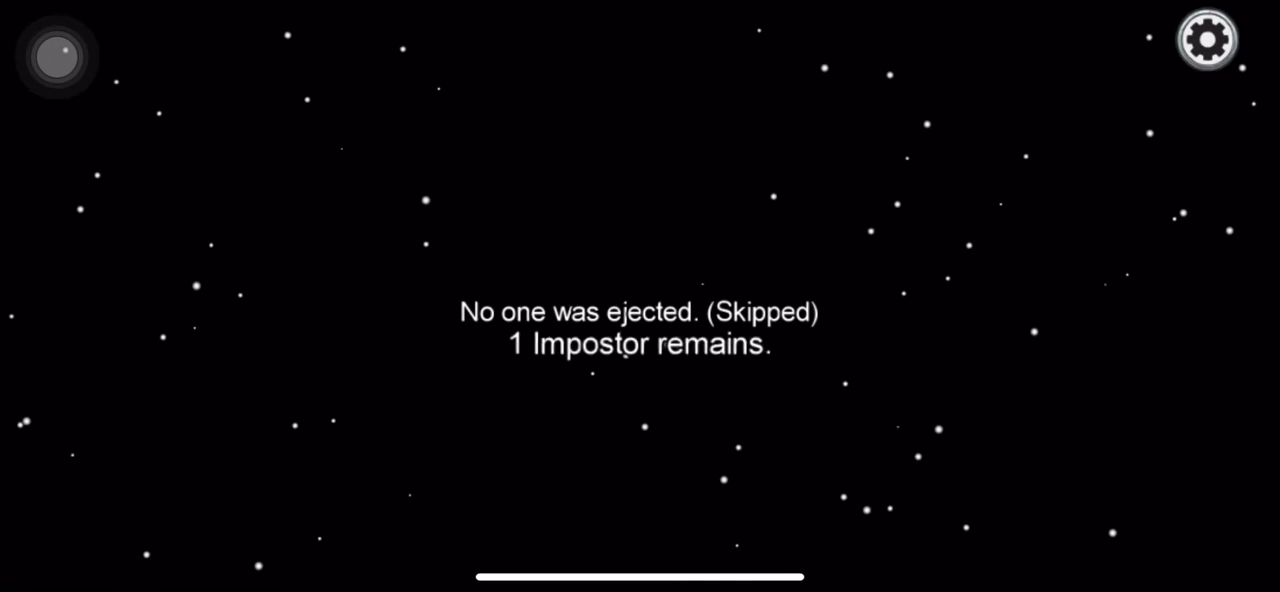 No one was ejected. (Skipped)
1 Impostor remains.